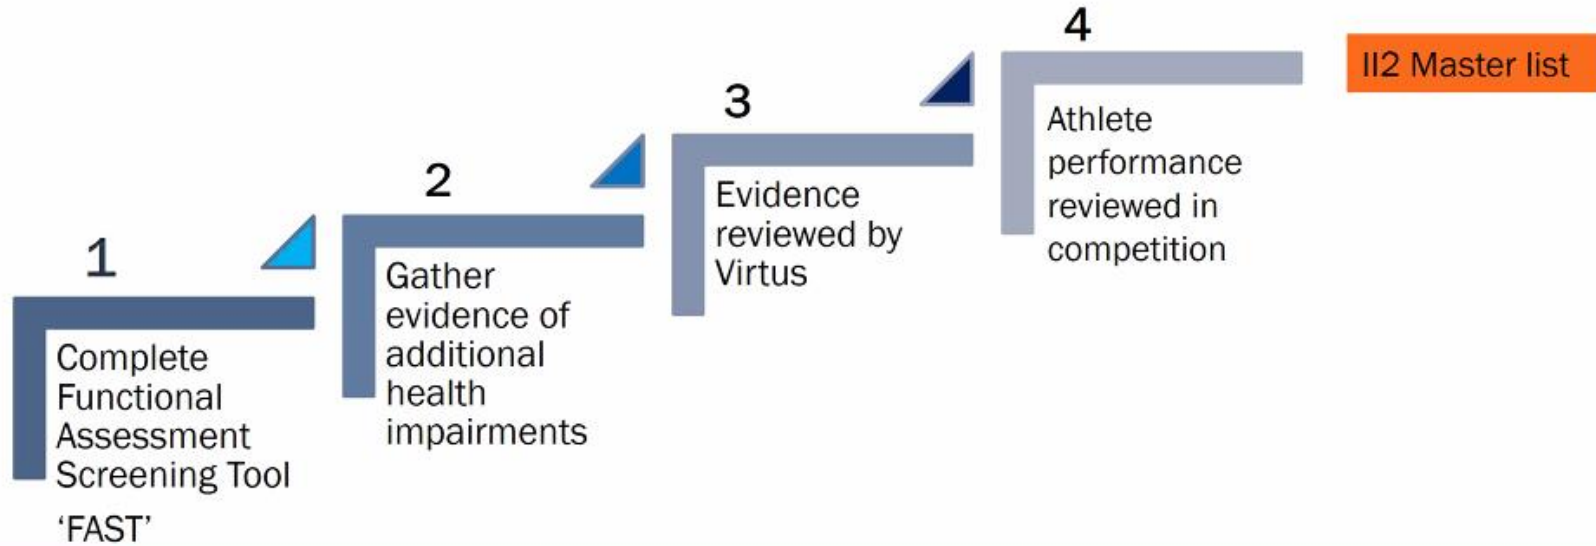 1
Complete
Functional
Assessment
Screening Tool
‘FAST’
2
Gather
evidence of
additional
health
impairments
3
Evidence
reviewed by
Virtus
4
Athlete
performance
reviewed in
competition
II2 Master list